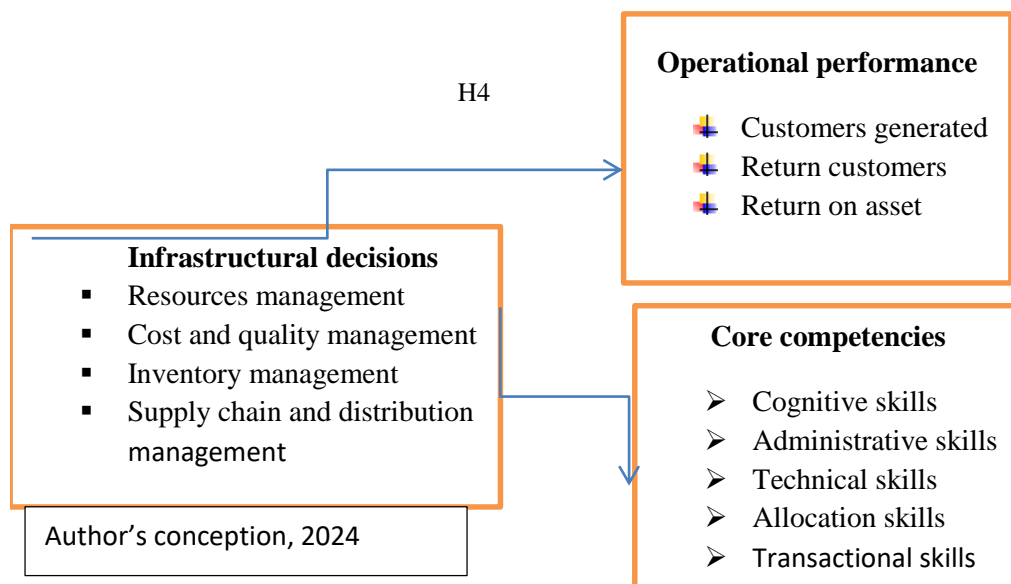 H4
Operational performance
Customers generated
Return customers
Return on asset
Infrastructural decisions
▪ Resources management
▪ Cost and quality management
▪ Inventory management
▪ Supply chain and distribution
management
Author’s conception, 2024
Core competencies
➢ Cognitive skills
➢ Administrative skills
➢ Technical skills
➢ Allocation skills
➢ Transactional skills